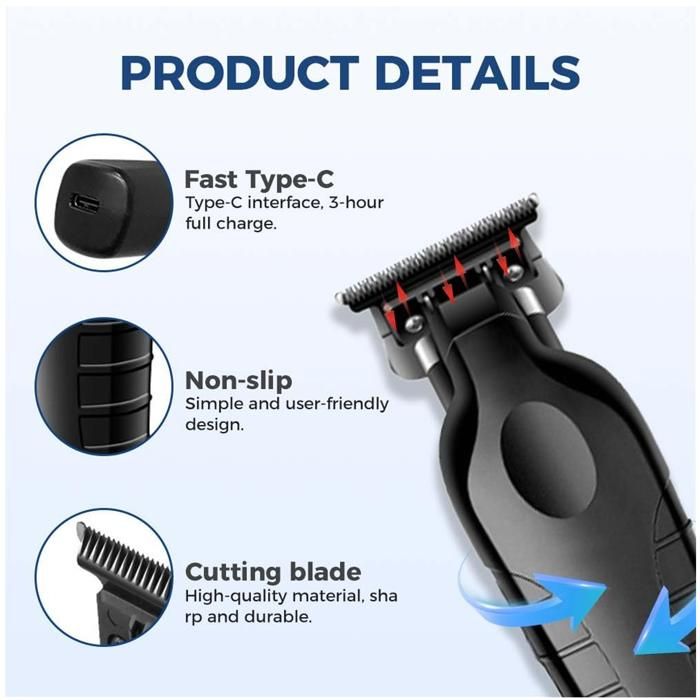 PRODUCT DETAILS
Fast Type-C
Type-C interface, 3-hour
full charge.
Non-slip
Simple and user-friendly
design.
Cutting blade
High-quality material, sha
rp and durable.